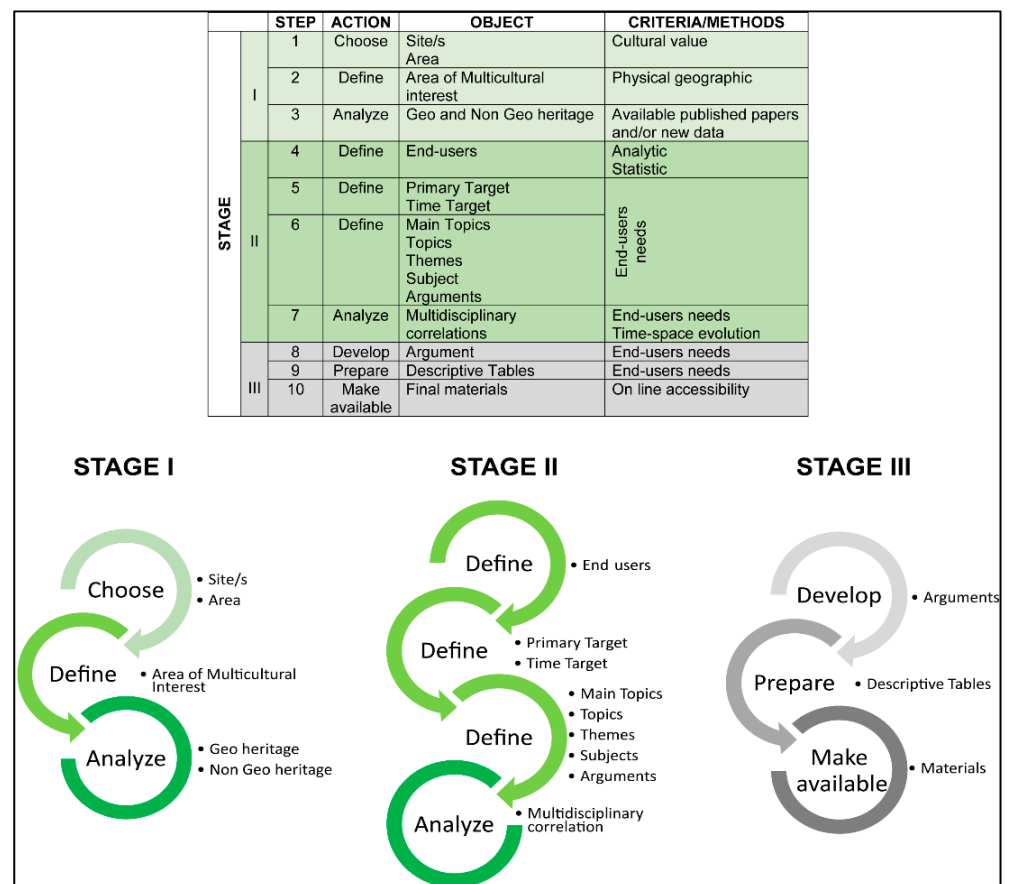 STEP ACTION OBJECT CRITERIA/METHODS
STAGE
I
1 Choose Site/s Cultural value
Area
2 Define Area of Multicultural Physical geographic
interest
3 Analyze Geo and Non Geo heritage Available published papers
and/or new data
II
4 Define End-users Analytic
Statistic
5 Define Primary Target
Time Target
End-users
needs
6 Define Main Topics
Topics
Themes
Subject
Arguments
7 Analyze Multidisciplinary End-users needs
correlations Time-space evolution
III
8 Develop Argument End-users needs
9 Prepare Descriptive Tables End-users needs
10 Make Final materials On line accessibility
available
STAGE I
Choose
• Site/s
• Area
Define
• Area of Multicultural
Interest
Analyze
• Geo heritage
• Non Geo heritage
STAGE II
Define
• End users
Define
• Primary Target
• Time Target
Define
• Main Topics
• Topics
• Themes
• Subjects
• Arguments
Analyze
• Multidisciplinary
correlation
STAGE III
Develop
• Arguments
Prepare
• Descriptive Tables
Make
available
• Materials